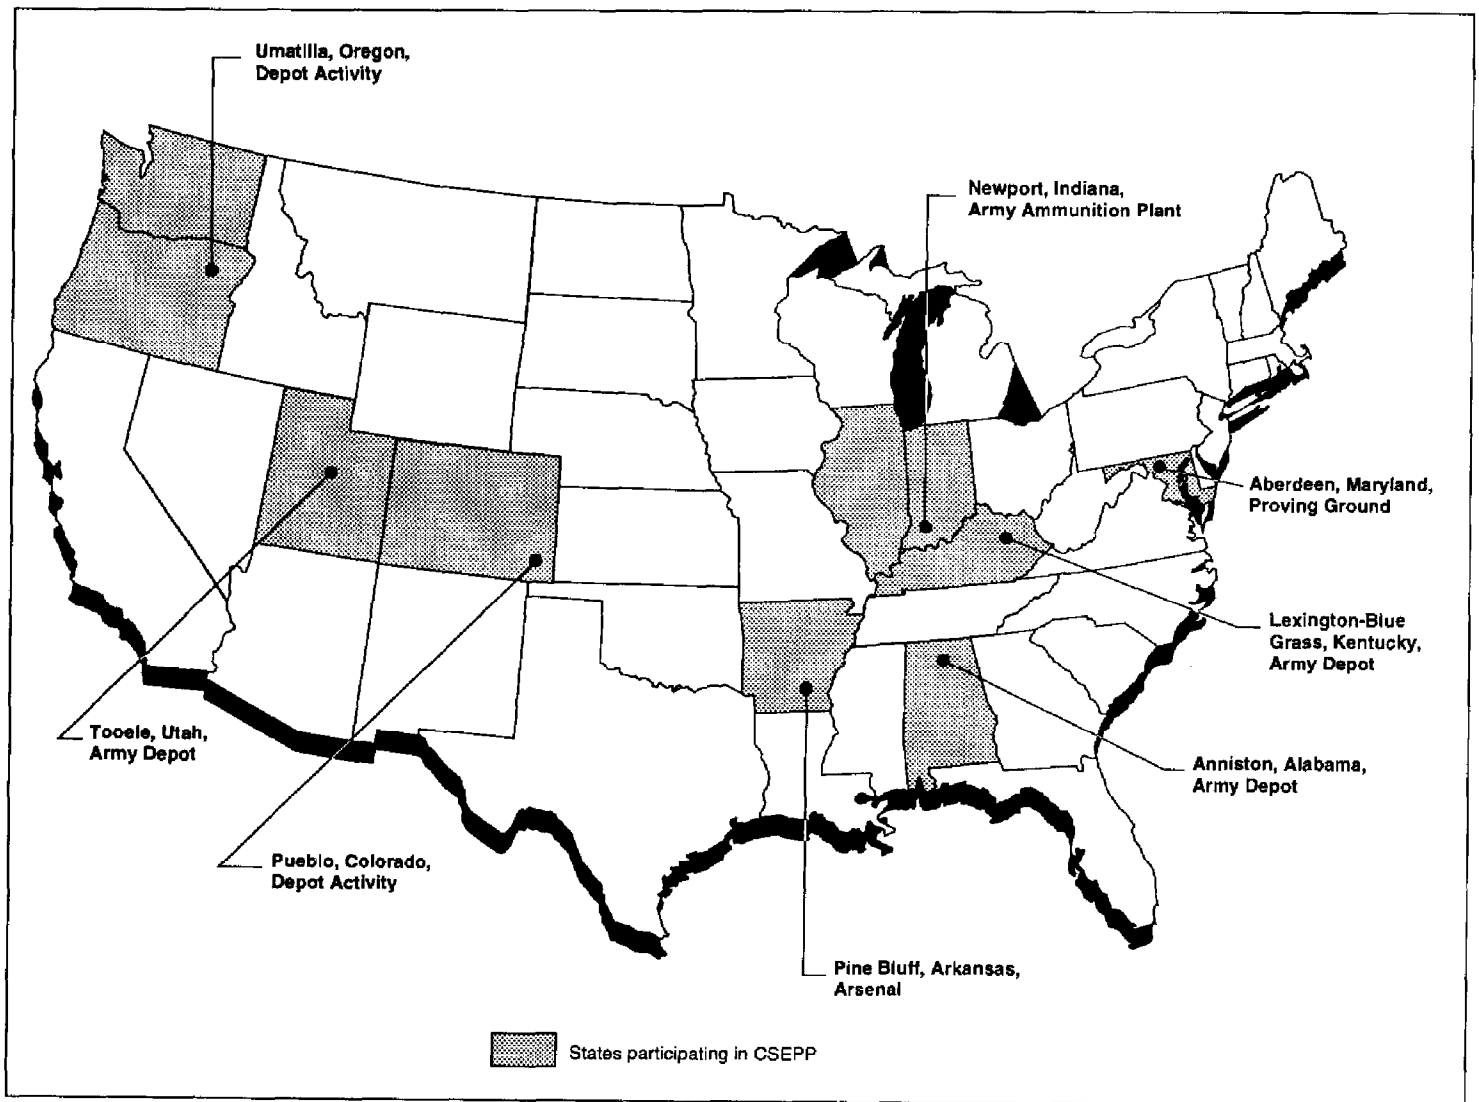 Umatilla, Oregon,
Depot Activity
Newport, Indiana,
Army Ammunition Plant
Aberdeen, Maryland,
Proving Ground
Lexington-Blue
Grass, Kentucky,
Army Depot
Tooele, Utah,
Army Depot
Anniston, Alabama,
Army Depot
Pueblo, Colorado,
Depot Activity
Pine Bluff, Arkansas,
Arsenal
States participating in CSEPP